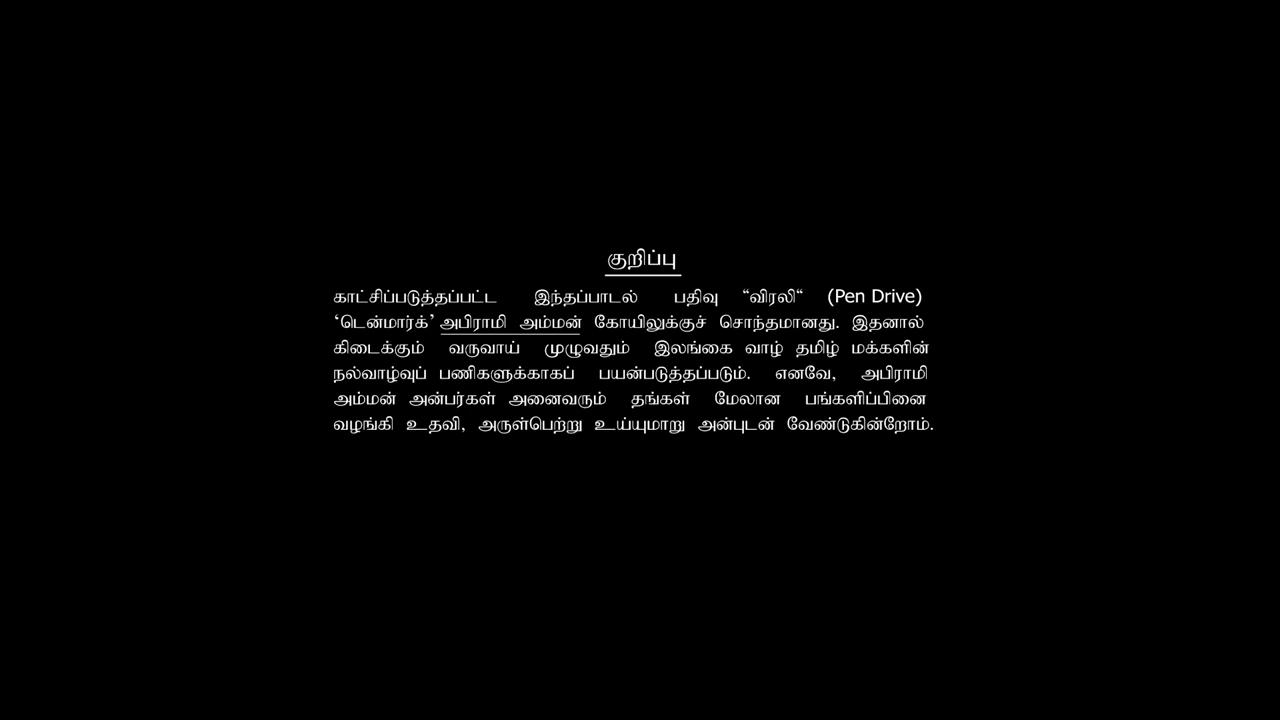 குறிப்பு
காட்சிப்படுத்தப்பட்ட இந்தப்பாடல் பதிவு “விரலி“ (Pen Drive)
‘டென்மார்க்’ அபிராமி அம்மன் கோயிலுக்குச் சொந்தமானது. இதனால்
கிடைக்கும் வருவாய் முழுவதும் இலங்கை வாழ் தமிழ் மக்களின்
நல்வாழ்வுப் பணிகளுக்காகப் பயன்படுத்தப்படும். எனவே, அபிராமி
அம்மன் அன்பர்கள் அனைவரும் தங்கள் மேலான பங்களிப்பினை
வழங்கி உதவி, அருள்பெற்று உய்யுமாறு அன்புடன் வேண்டுகின்றோம்.